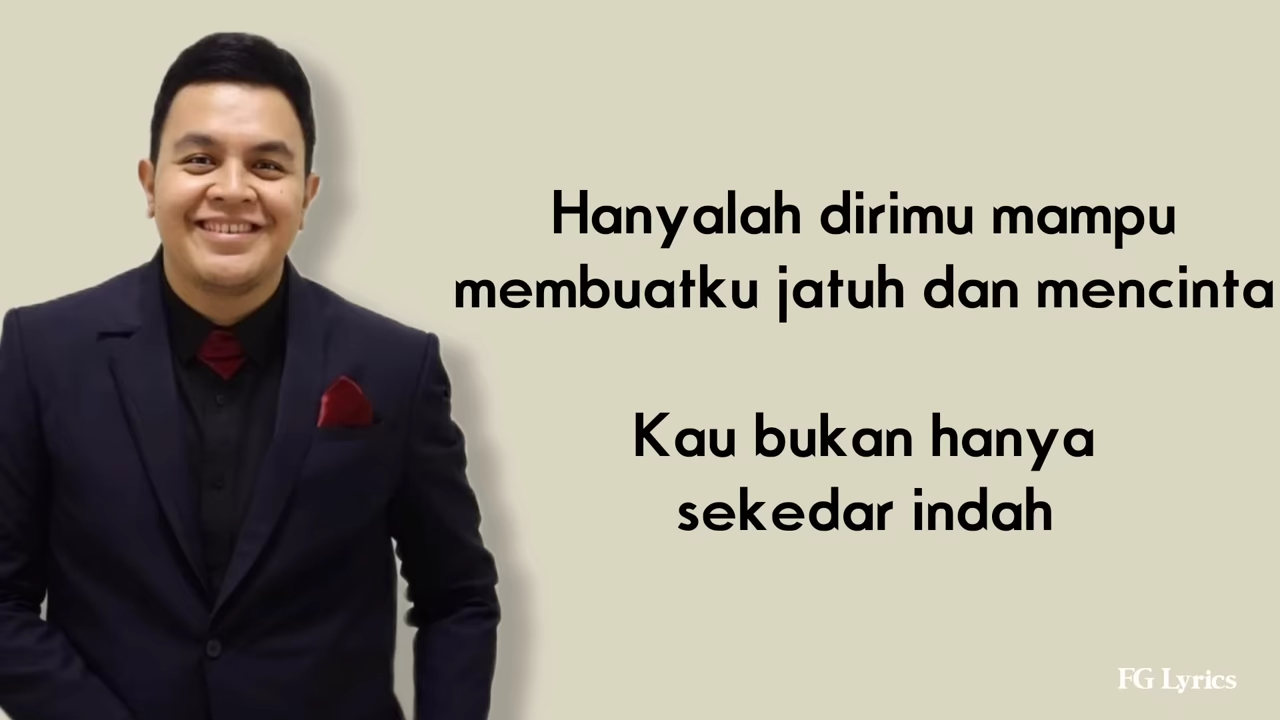 Hanyalah dirimu mampu
membuatku jatuh dan mencinta
Kau bukan hanya
sekedar indah
FG Lyrics